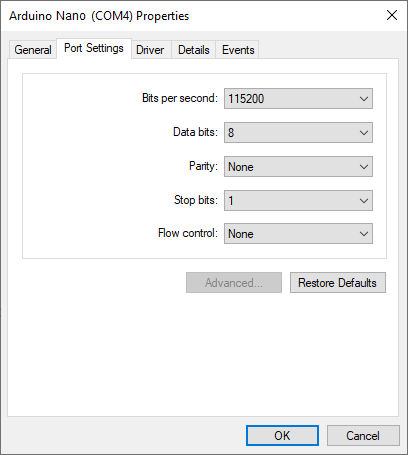 Arduino Nano (COM4) Properties
General Port Settings Driver Details Events
Bits per second: 115200
Data bits: 8
Parity: None
Stop bits: 1
Flow control: None
Advanced... Restore Defaults
OK Cancel